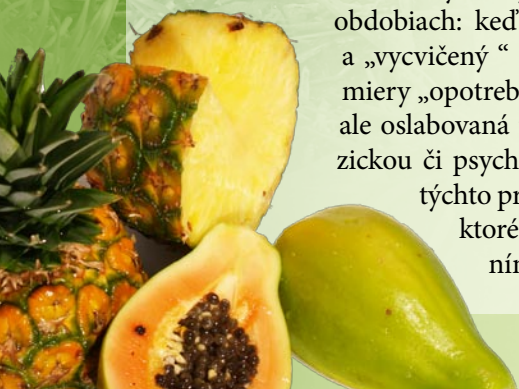 obdobiach: keď
a „vycvičený “
miery „opotreb
ale oslabovaná
zickou či psych
týchto pr
ktoré
ním